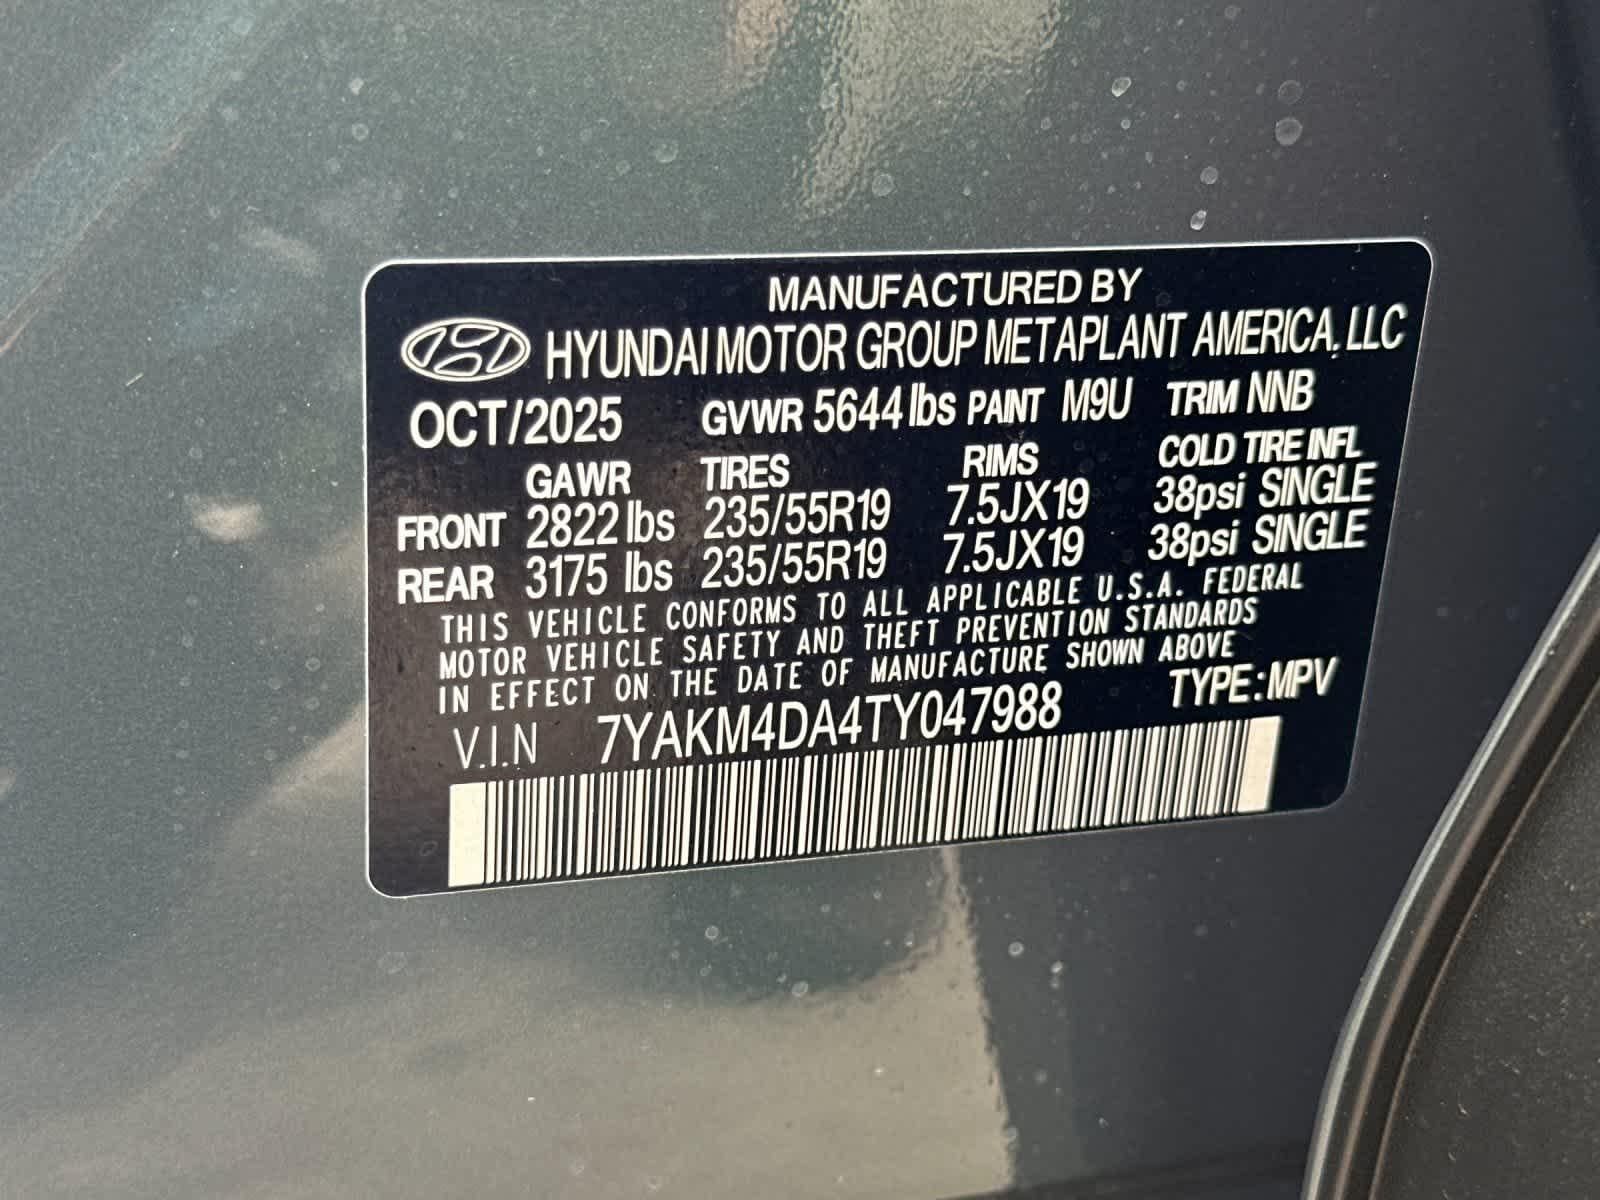 MANUFACTURED BY
HYUNDAI MOTOR GROUP METAPLANT AMERICA, LLC
OCT/2025 GVWR 5644 lbs PAINT M9U TRIM NNB
GAWR TIRES RIMS COLD TIRE INFL
FRONT 2822 lbs 235/55R19 7.5JX19 38psi SINGLE
REAR 3175 lbs 235/55R19 7.5JX19 38psi SINGLE
THIS VEHICLE CONFORMS TO ALL APPLICABLE U.S.A. FEDERAL
MOTOR VEHICLE SAFETY AND THEFT PREVENTION STANDARDS
IN EFFECT ON THE DATE OF MANUFACTURE SHOWN ABOVE
V.I.N 7YAKM4DA4TY047988 TYPE:MPV